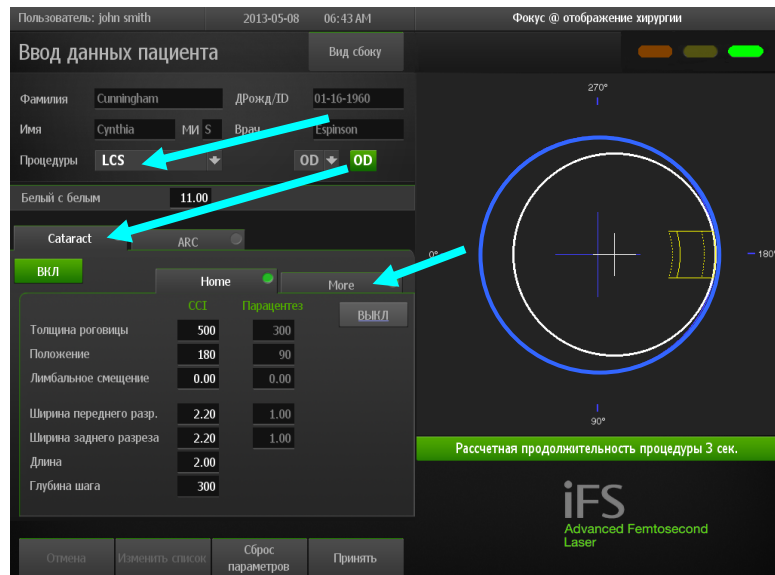 Пользователь: john smith 2013-05-08 06:43 AM Фокус @ отображение хирургии
Ввод данных пациента Вид сбоку
Фамилия Cunningham ДРожд/ID 01-16-1960
Имя Cynthia МИ S Врач Espinson
Процедуры LCS OD OD
Белый с белым 11.00
Cataract ARC
ВКЛ Home More
CCI Парацентез ВЫКЛ
Толщина роговицы 500 300
Положение 180 90
Лимбальное смещение 0.00 0.00
Ширина переднего разр. 2.20 1.00
Ширина заднего разреза 2.20 1.00
Длина 2.00
Глубина шага 300
Отмена Изменить список Сброс параметров Принять
270°
0° 180°
90°
Рассчетная продолжительность процедуры 3 сек.
iFS
Advanced Femtosecond
Laser